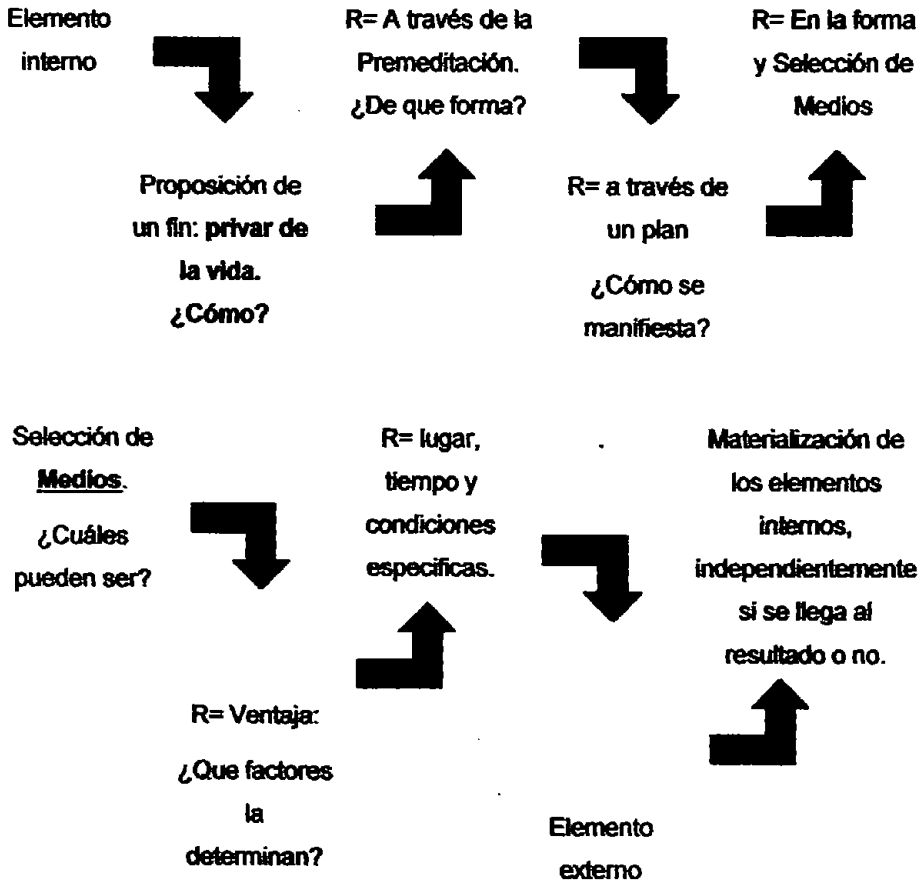 Elemento
interno
Proposición de
un fin: privar de
la vida.
¿Cómo?
R= A través de la
Premeditación.
¿De que forma?
R= a través de
un plan
¿Cómo se
manifiesta?
R= En la forma
y Selección de
Medios
Selección de
Medios.
¿Cuáles
pueden ser?
R= Ventaja:
¿Que factores
la
determinan?
R= lugar,
tiempo y
condiciones
especificas.
Elemento
externo
Materialización de
los elementos
internos,
independientemente
si se llega al
resultado o no.